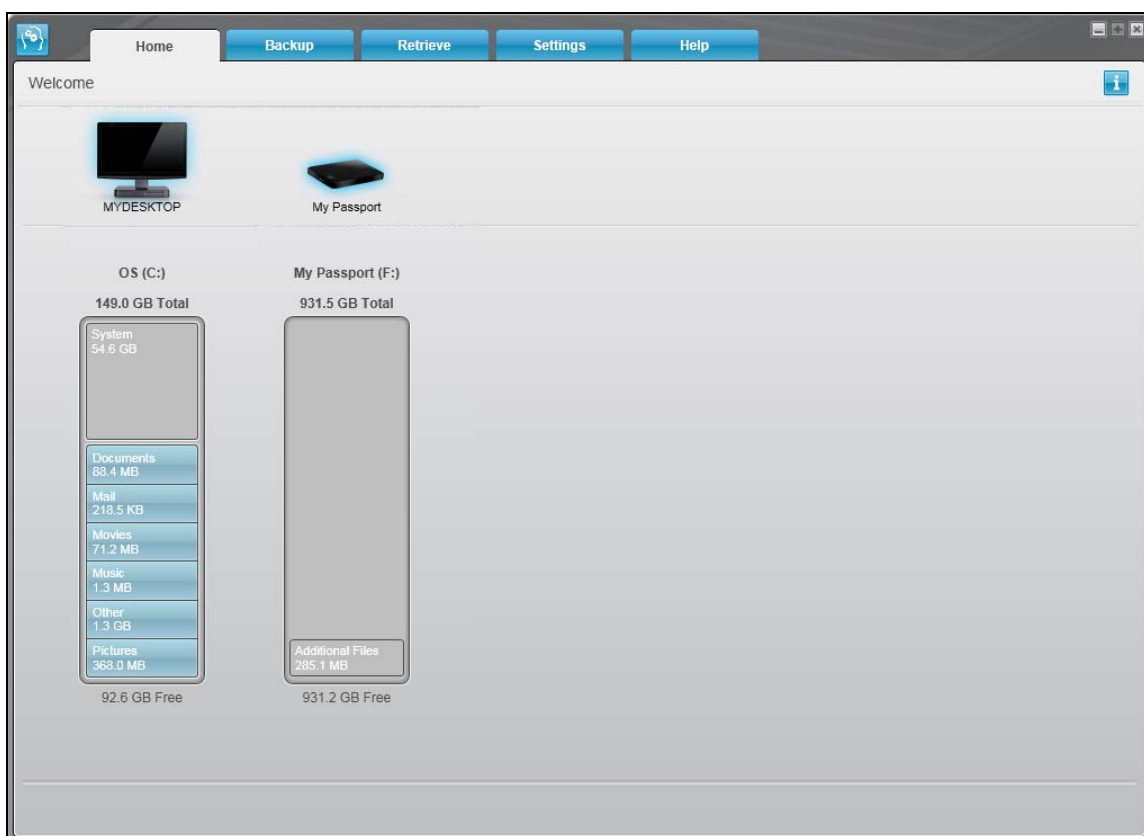 Home
Backup
Retrieve
Settings
Help
Welcome
i
MYDESKTOP
My Passport
OS (C:)
149.0 GB Total
System
54.6 GB
Documents
88.4 MB
Mail
218.5 KB
Movies
71.2 MB
Music
1.3 MB
Other
1.3 GB
Pictures
368.0 MB
92.6 GB Free
My Passport (F:)
931.5 GB Total
Additional Files
285.1 MB
931.2 GB Free